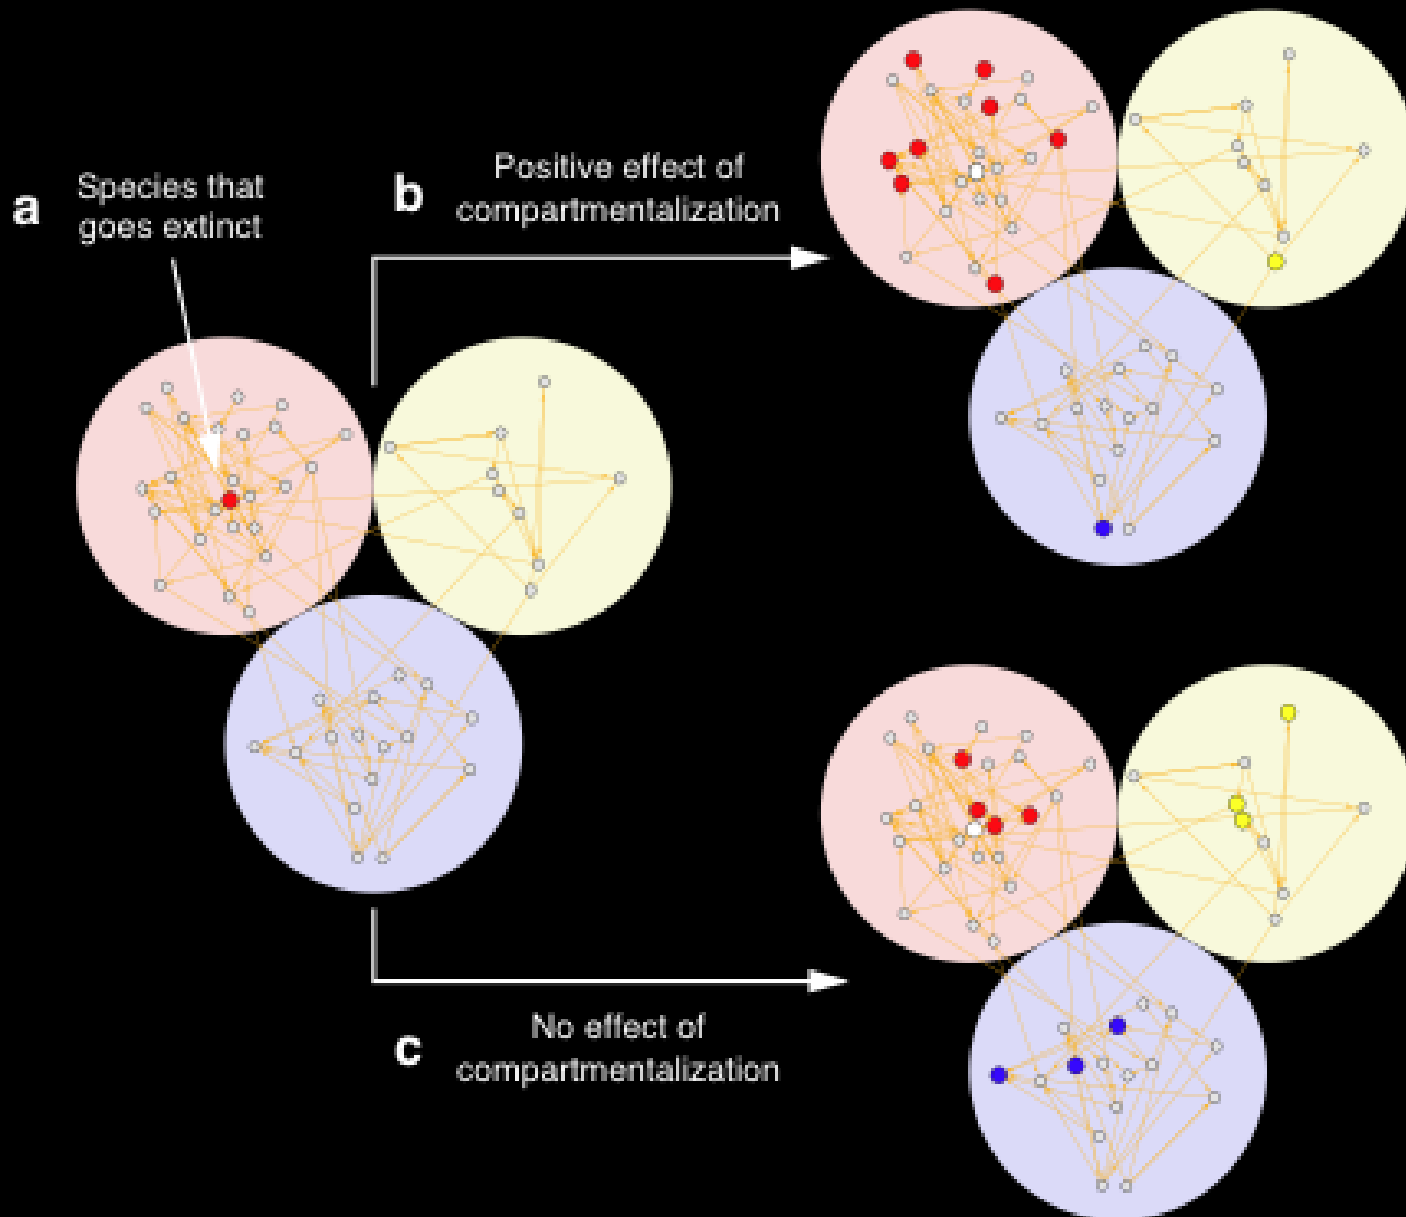 a
Species that
goes extinct
b
Positive effect of
compartmentalization
c
No effect of
compartmentalization